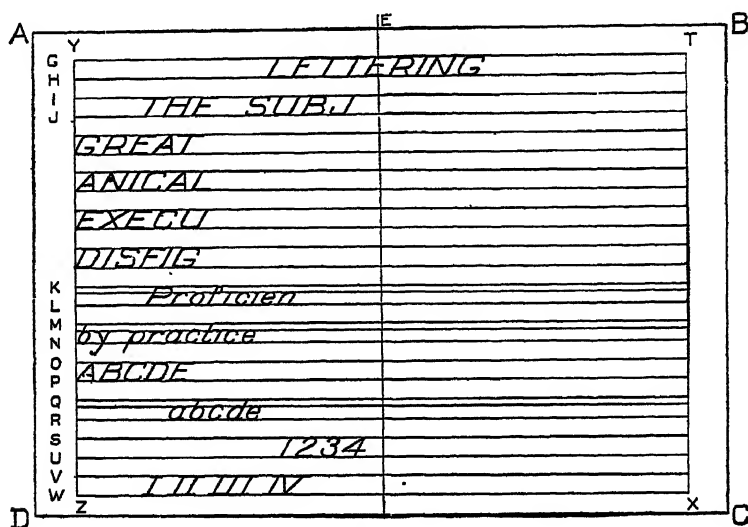 A E B
Y T
G LETTERING
H
I THE SUBJ
J
GREAT
ANICAL
EXECU
DISFIG
K Proficien
L
M by practice
N
O ABCDE
P
Q abcde
R
S 1234
U
V I II III IV
W
D Z X C